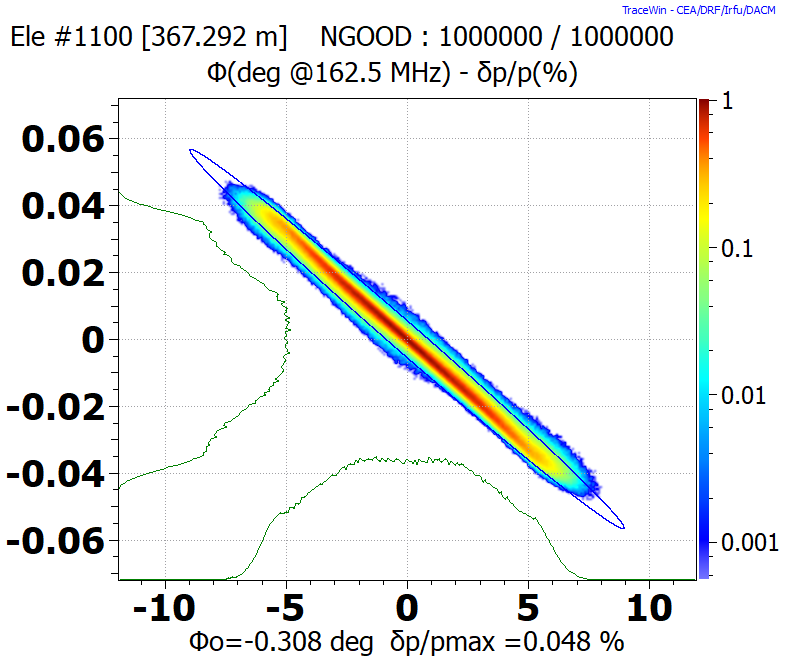 TraceWin - CEA/DRF/Irfu/DACM
Ele #1100 [367.292 m] NGOOD : 1000000 / 1000000
Φ(deg @162.5 MHz) - δp/p(%)
1
0.06
0.04
0.02
0
-0.02
-0.04
-0.06
0.1
0.01
0.001
-10 -5 0 5 10
Φo=-0.308 deg δp/pmax =0.048 %